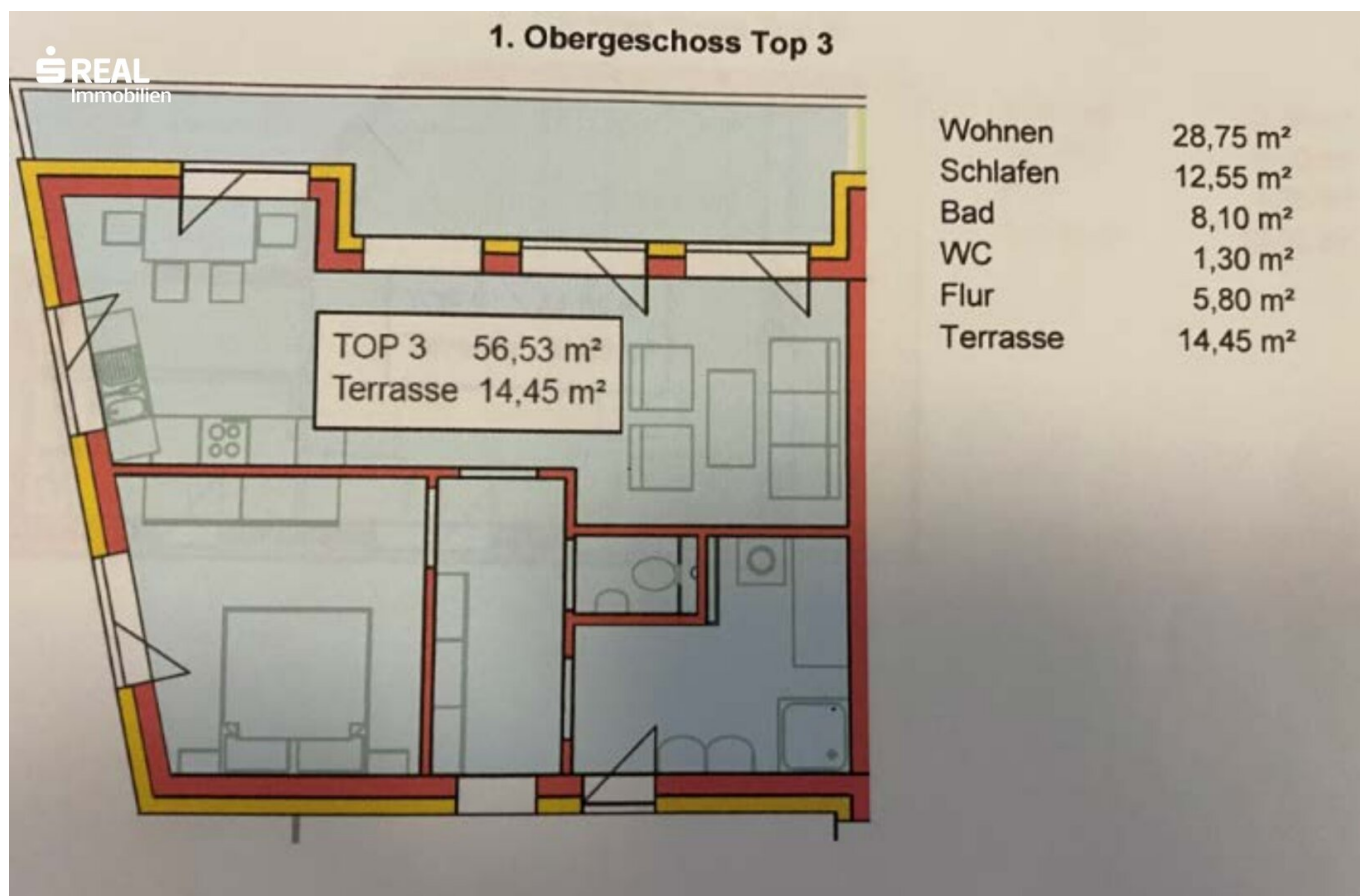 1. Obergeschoss Top 3
S REAL
Immobilien
Wohnen 28,75 m²
Schlafen 12,55 m²
Bad 8,10 m²
WC 1,30 m²
Flur 5,80 m²
Terrasse 14,45 m²
TOP 3 56,53 m²
Terrasse 14,45 m²